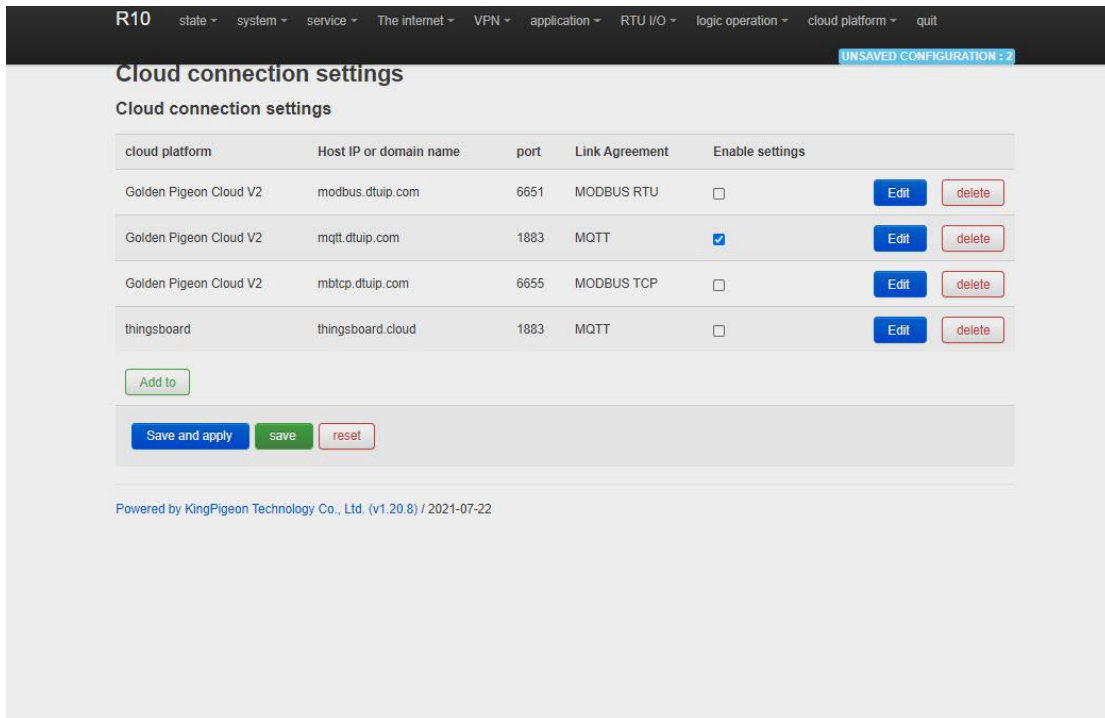 R10 state system service The internet VPN application RTU I/O logic operation cloud platform quit
UNSAVED CONFIGURATION : 2
Cloud connection settings
Cloud connection settings
cloud platform Host IP or domain name port Link Agreement Enable settings
Golden Pigeon Cloud V2 modbus.dtuip.com 6651 MODBUS RTU Edit delete
Golden Pigeon Cloud V2 mqtt.dtuip.com 1883 MQTT Edit delete
Golden Pigeon Cloud V2 mbtcp.dtuip.com 6655 MODBUS TCP Edit delete
thingsboard thingsboard.cloud 1883 MQTT Edit delete
Add to
Save and apply save reset
Powered by KingPigeon Technology Co., Ltd. (v1.20.8) / 2021-07-22